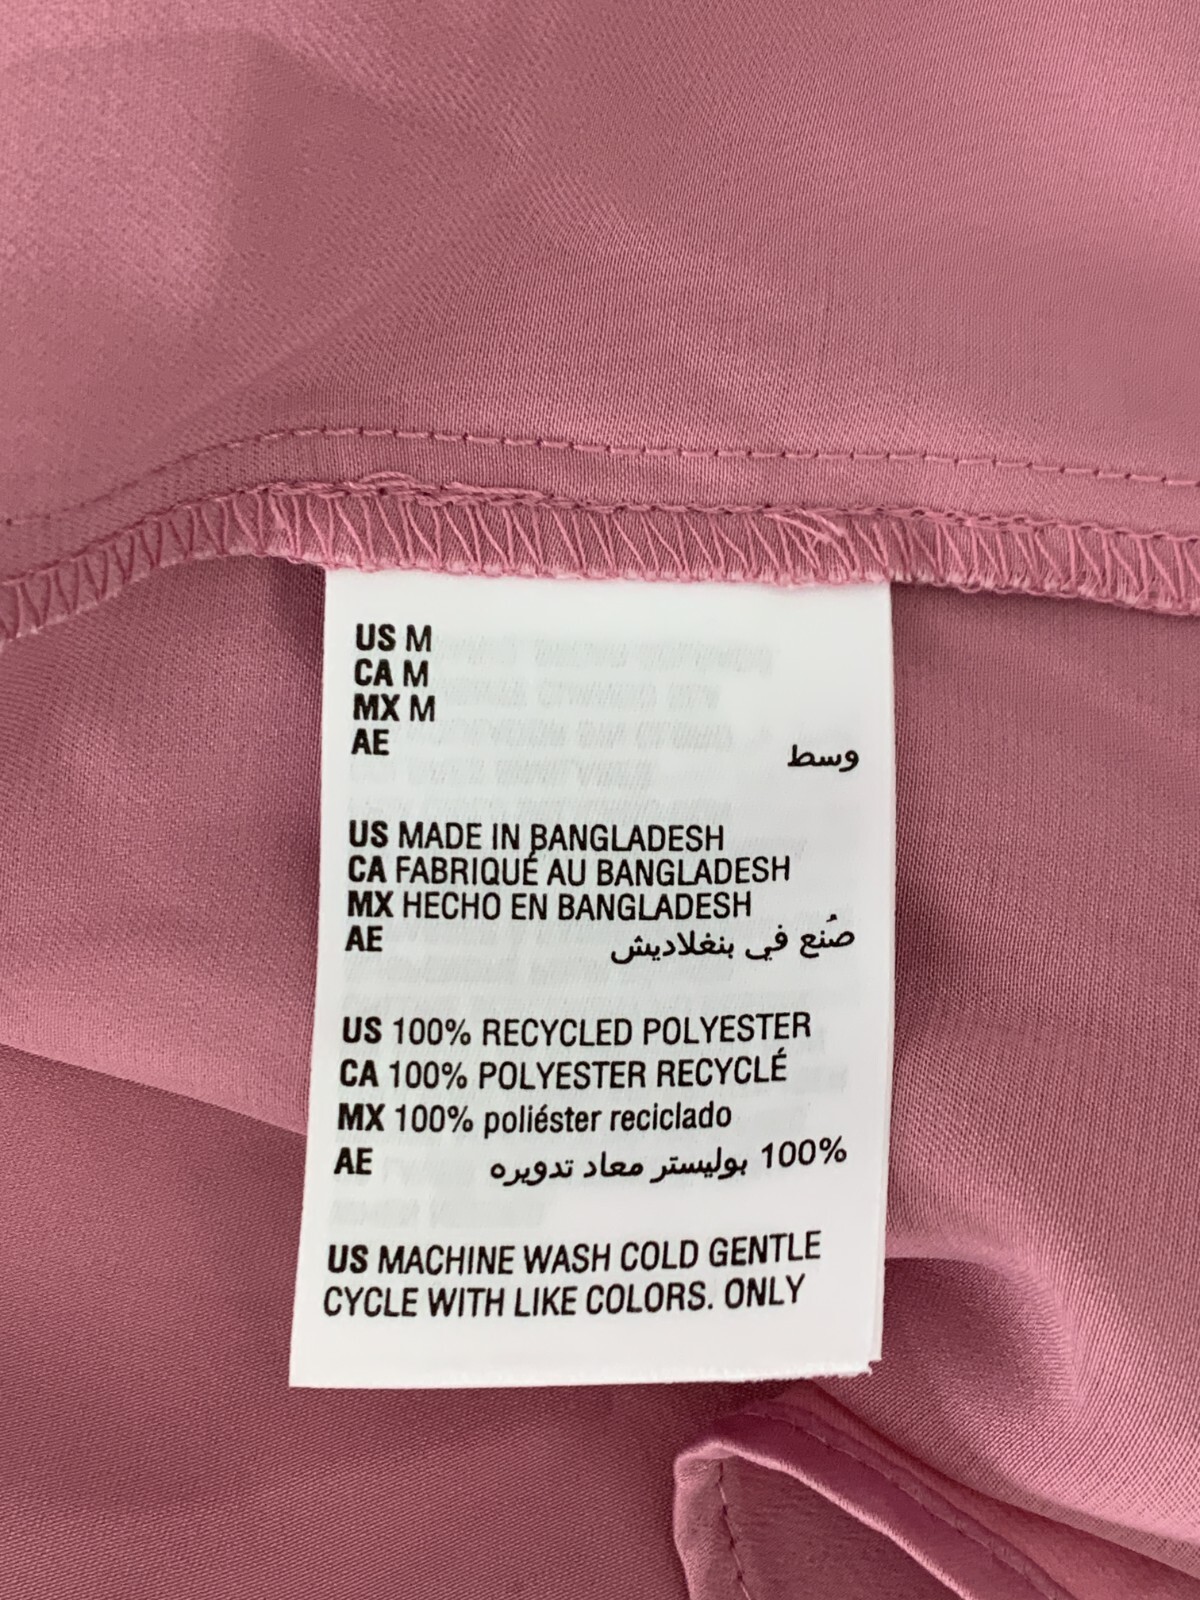 US M
CA M
MX M
AE وسط
US MADE IN BANGLADESH
CA FABRIQUÉ AU BANGLADESH
MX HECHO EN BANGLADESH
AE صُنع في بنغلاديش
US 100% RECYCLED POLYESTER
CA 100% POLYESTER RECYCLÉ
MX 100% poliéster reciclado
AE 100% بوليستر معاد تدويره
US MACHINE WASH COLD GENTLE
CYCLE WITH LIKE COLORS. ONLY